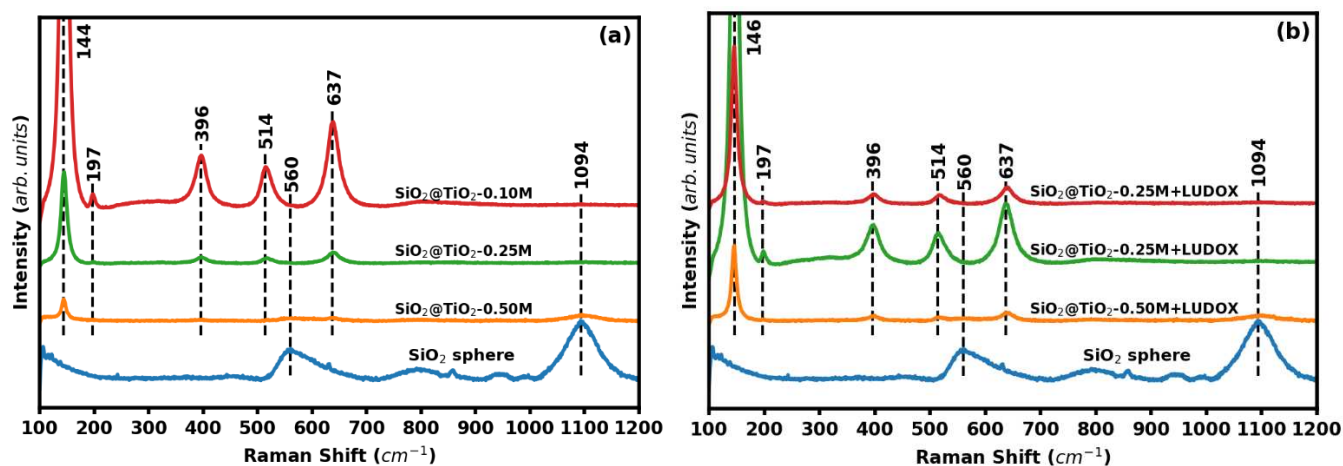 (a)
144
197
396
514
560
637
1094
SiO₂@TiO₂-0.10M
SiO₂@TiO₂-0.25M
SiO₂@TiO₂-0.50M
SiO₂ sphere
Intensity (arb. units)
100 200 300 400 500 600 700 800 900 1000 1100 1200
Raman Shift (cm⁻¹)
(b)
146
197
396
514
560
637
1094
SiO₂@TiO₂-0.25M+LUDOX
SiO₂@TiO₂-0.25M+LUDOX
SiO₂@TiO₂-0.50M+LUDOX
SiO₂ sphere
Intensity (arb. units)
100 200 300 400 500 600 700 800 900 1000 1100 1200
Raman Shift (cm⁻¹)